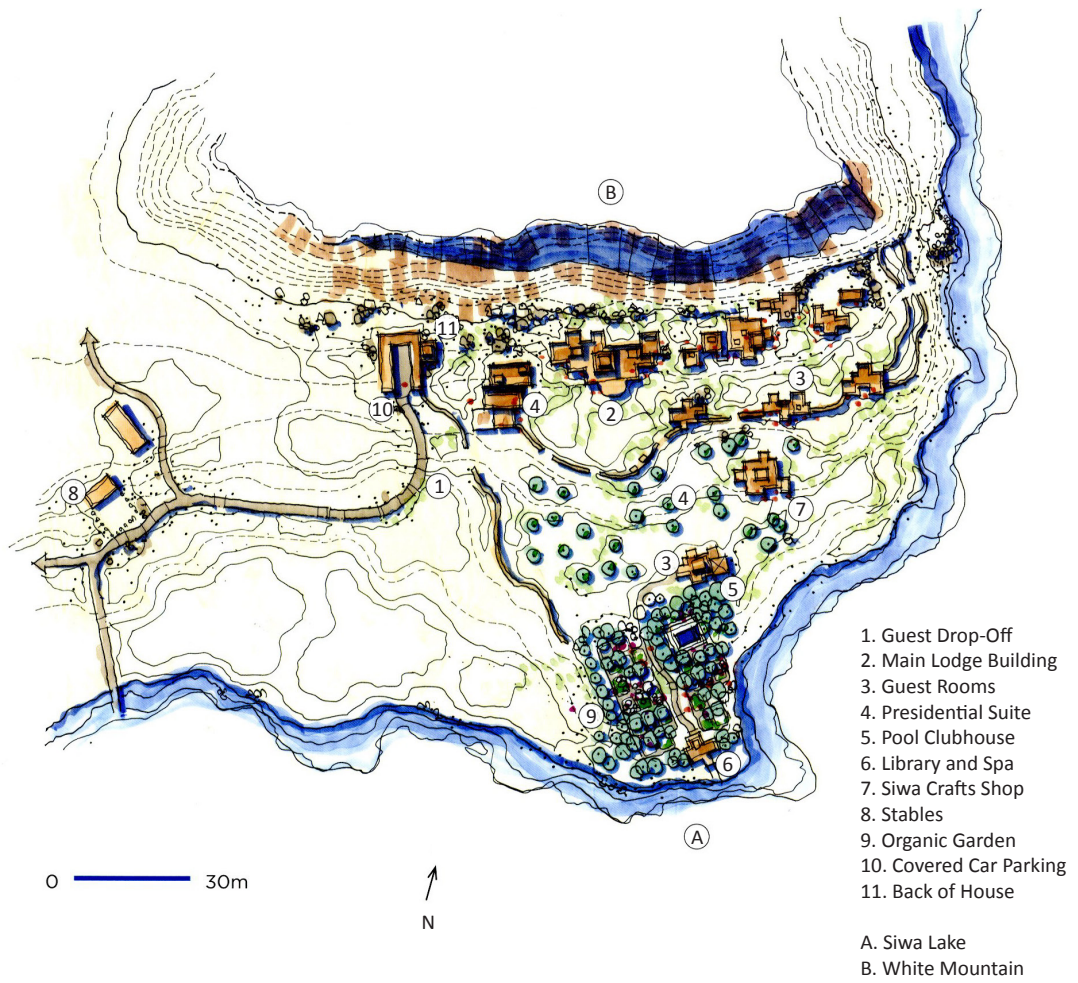 B
11
3
10
4
2
8
1
4
7
3
5
9
6
A
0 30m
N
1. Guest Drop-Off
2. Main Lodge Building
3. Guest Rooms
4. Presidential Suite
5. Pool Clubhouse
6. Library and Spa
7. Siwa Crafts Shop
8. Stables
9. Organic Garden
10. Covered Car Parking
11. Back of House
A. Siwa Lake
B. White Mountain